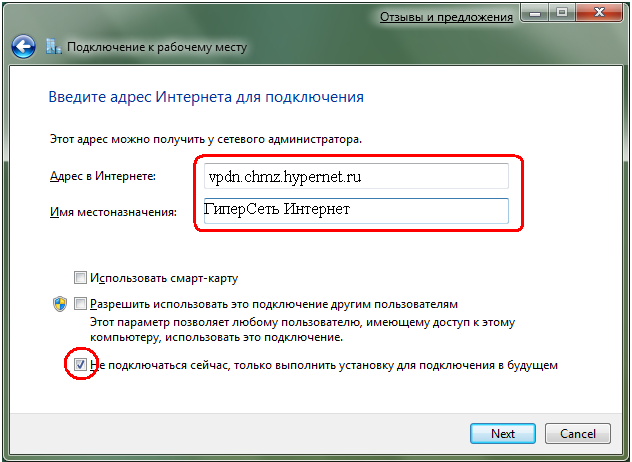 Отзывы и предложения
Подключение к рабочему месту
Введите адрес Интернета для подключения
Этот адрес можно получить у сетевого администратора.
Адрес в Интернете: vpdn.chmz.hypernet.ru
Имя местоназначения: ГиперСеть Интернет
Использовать смарт-карту
Разрешить использовать это подключение другим пользователям
Этот параметр позволяет любому пользователю, имеющему доступ к этому
компьютеру, использовать это подключение.
Не подключаться сейчас, только выполнить установку для подключения в будущем
Next Cancel